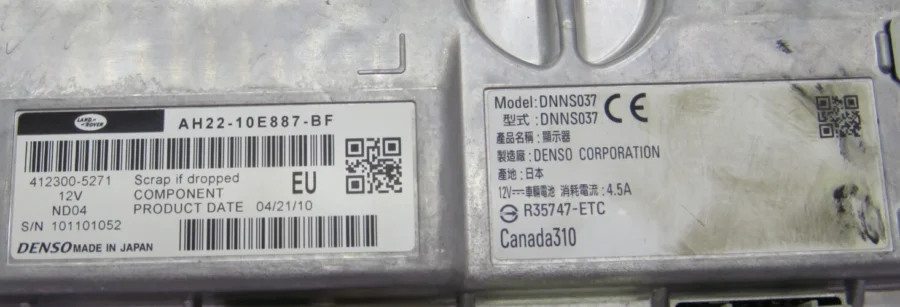 LAND ROVER
AH22-10E887-BF
412300-5271
12V
ND04
S/N 101101052
Scrap if dropped
COMPONENT
PRODUCT DATE 04/21/10
EU
DENSO MADE IN JAPAN
Model:DNNS037 CE
型式:DNNS037
產品名稱:顯示器
製造廠:DENSO CORPORATION
產地:日本
12V⎓車輛電池 消耗電流:4.5A
R35747-ETC
Canada310